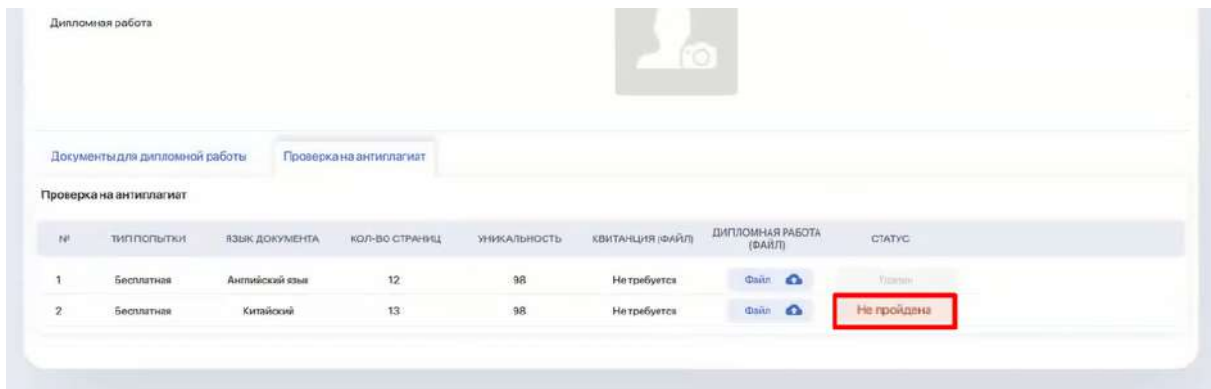 Дипломная работа
Документы для дипломной работы Проверка на антиплагиат
Проверка на антиплагиат
№ ТИП ПОПЫТКИ ЯЗЫК ДОКУМЕНТА КОЛ-ВО СТРАНИЦ УНИКАЛЬНОСТЬ КВИТАНЦИЯ (ФАЙЛ) ДИПЛОМНАЯ РАБОТА (ФАЙЛ) СТАТУС
1 Бесплатная Английский язык 12 98 Не требуется Файл
2 Бесплатная Китайский 13 98 Не требуется Файл Не пройдена